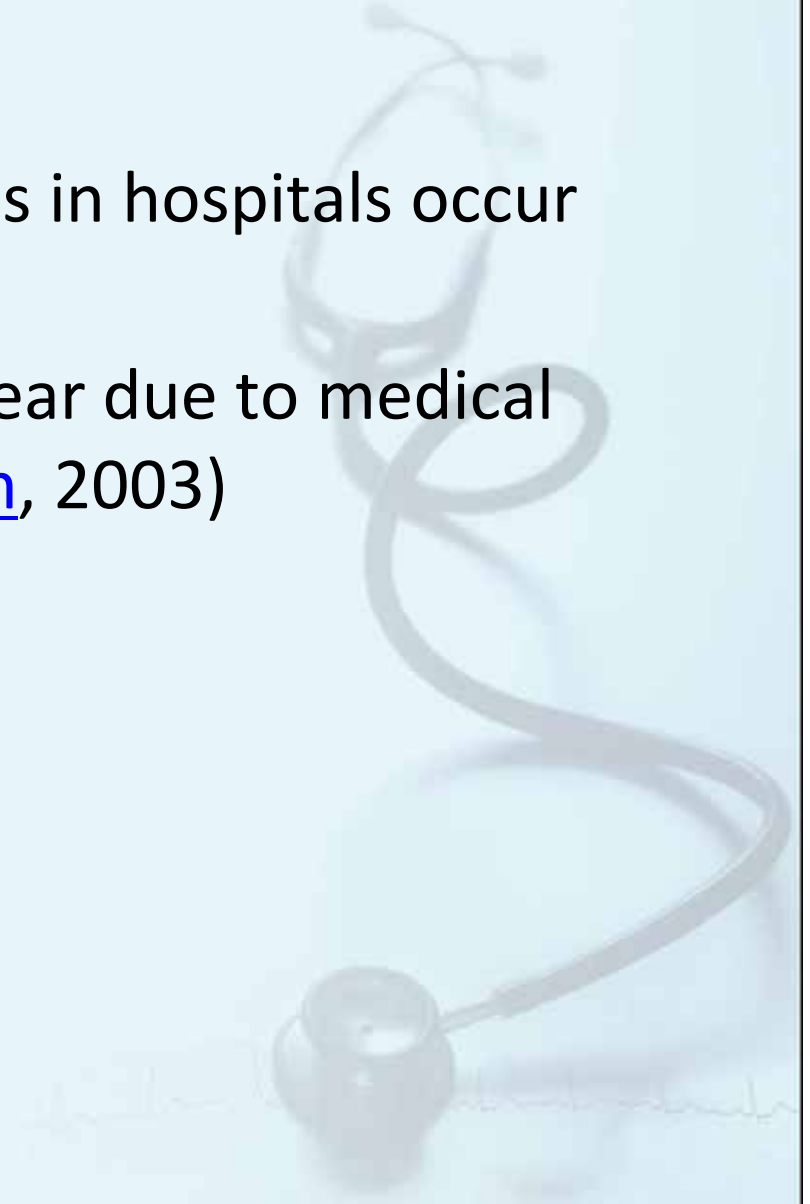 s in hospitals occur
ear due to medical
n, 2003)